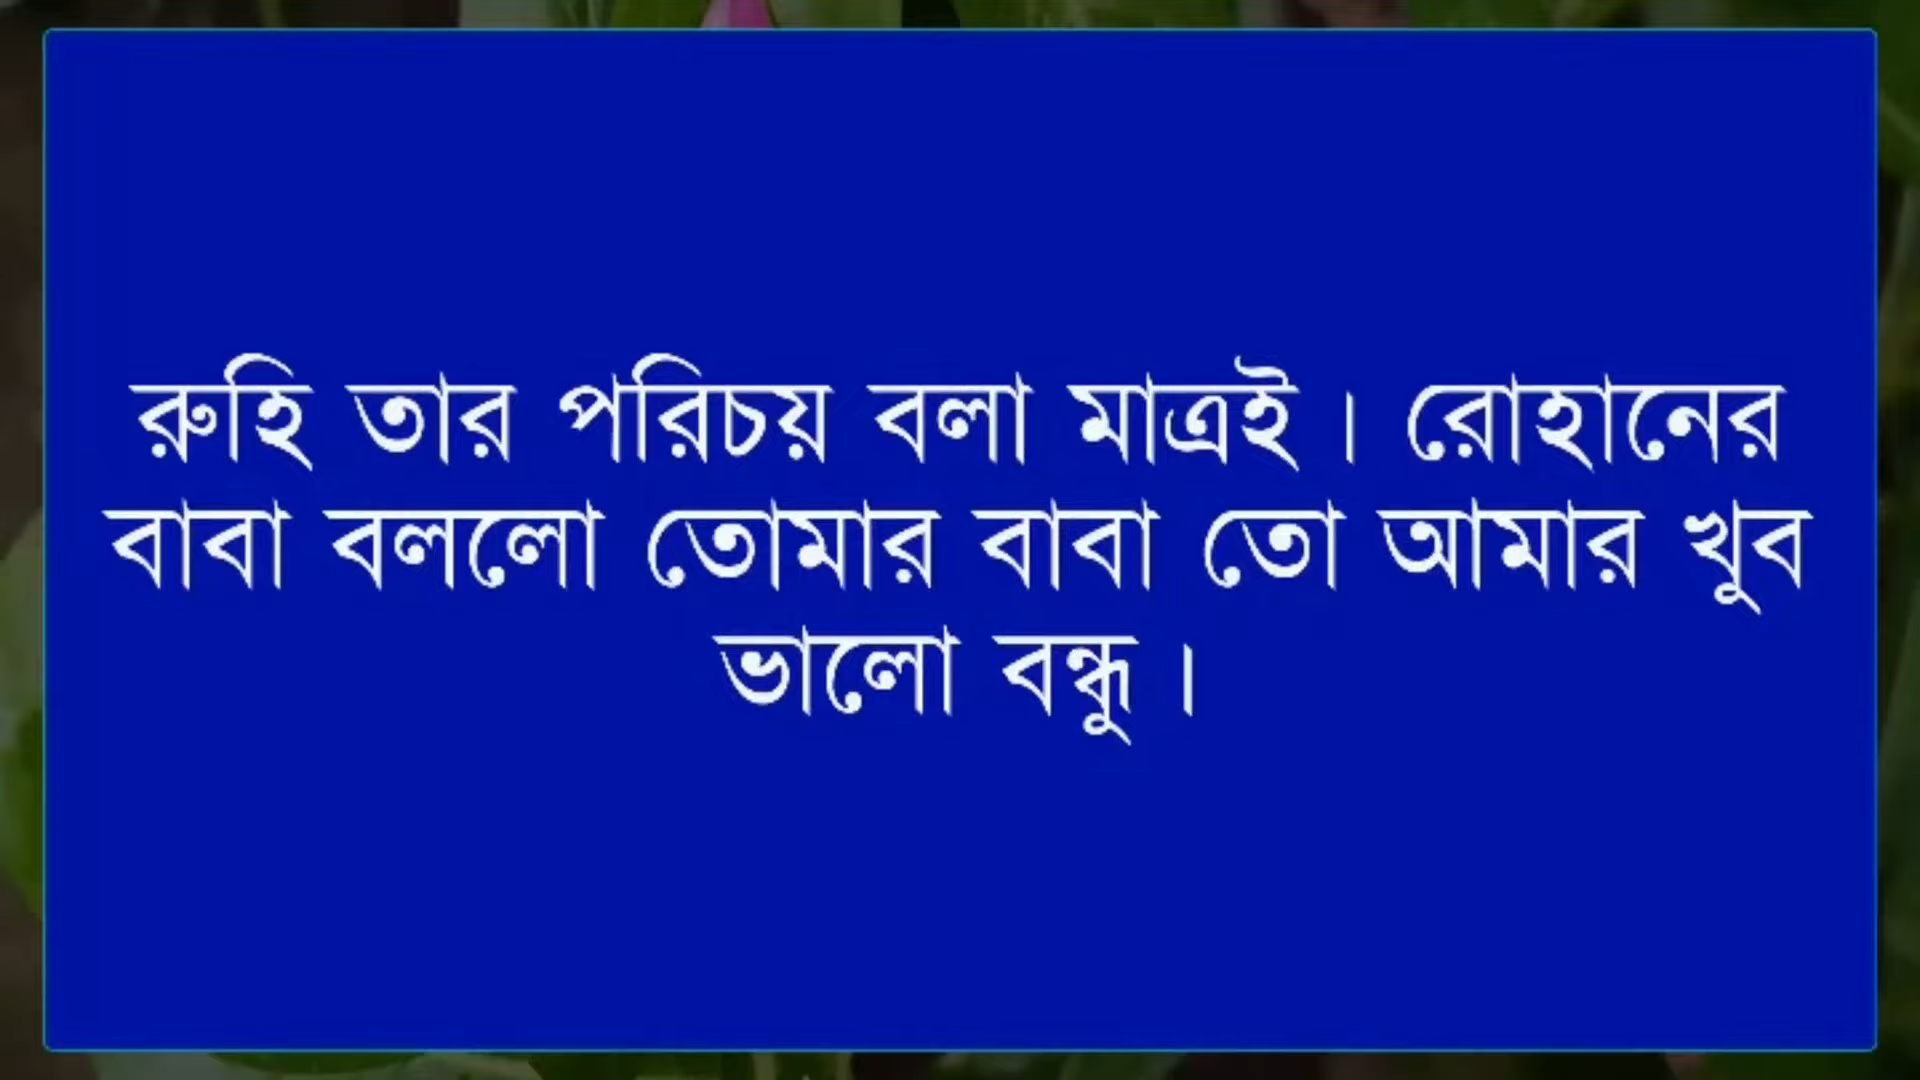 রুহি তার পরিচয় বলা মাত্রই। রোহানের
বাবা বললো তোমার বাবা তো আমার খুব
ভালো বন্ধু।